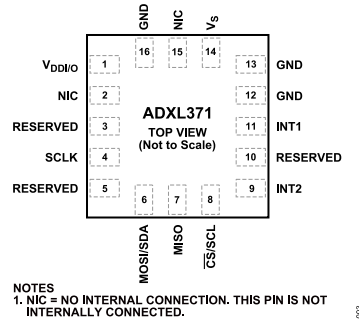 GND
NIC
VS
16
15
14
VDDI/O
1
13
GND
NIC
2
12
GND
ADXL371
TOP VIEW
(Not to Scale)
RESERVED
3
11
INT1
SCLK
4
10
RESERVED
RESERVED
5
9
INT2
6
7
8
MOSI/SDA
MISO
CS/SCL
NOTES
1. NIC = NO INTERNAL CONNECTION. THIS PIN IS NOT
INTERNALLY CONNECTED.